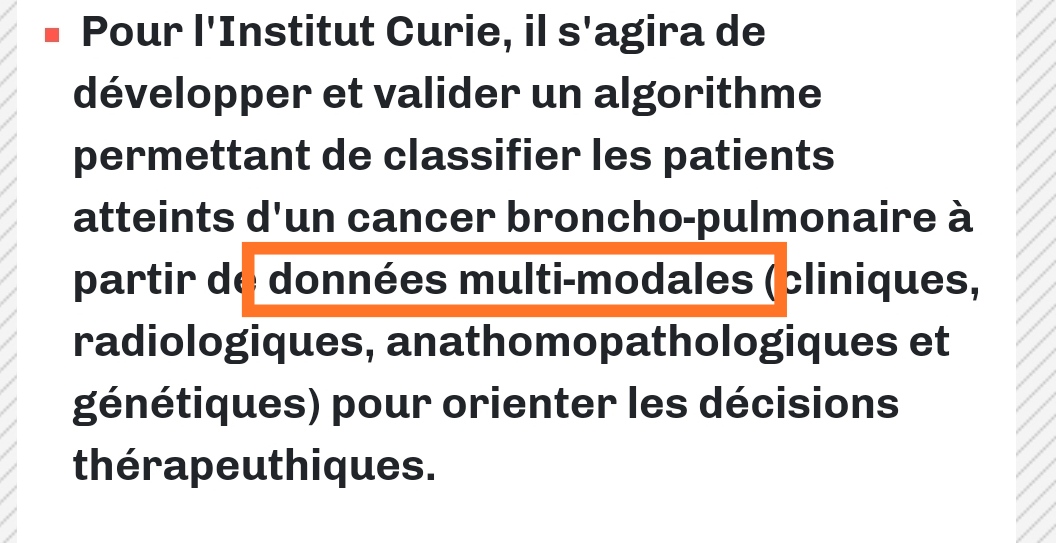 Pour l'Institut Curie, il s'agira de
développer et valider un algorithme
permettant de classifier les patients
atteints d'un cancer broncho-pulmonaire à
partir de données multi-modales (cliniques,
radiologiques, anathomopathologiques et
génétiques) pour orienter les décisions
thérapeuthiques.